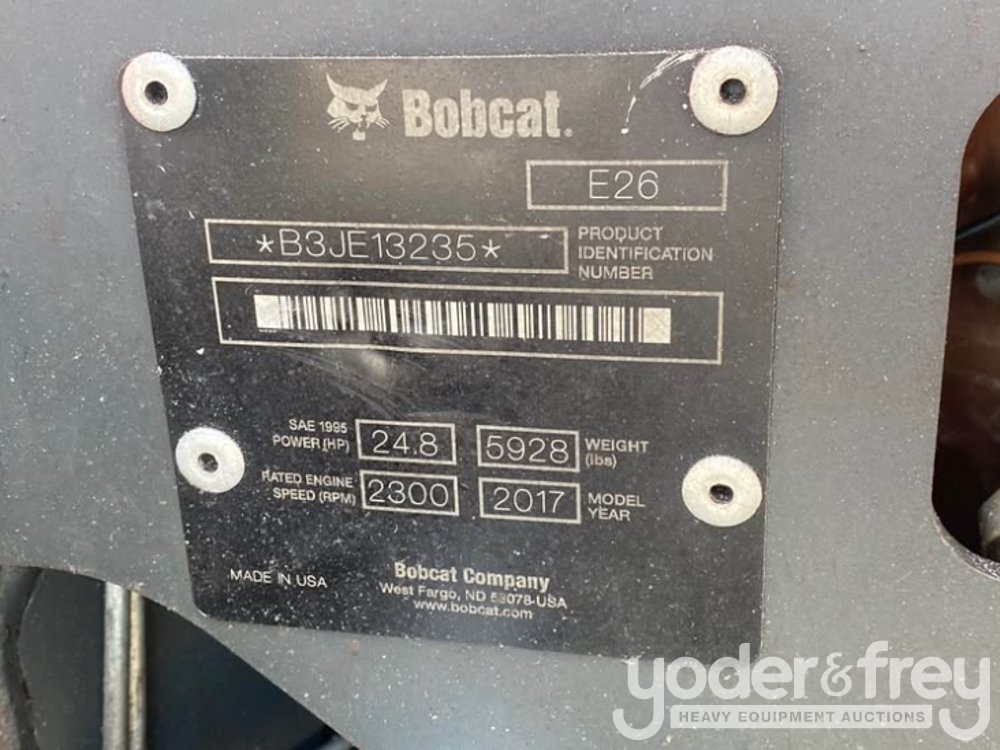 Bobcat.
E26
*B3JE13235*
PRODUCT
IDENTIFICATION
NUMBER
SAE 1995
POWER (HP)
24.8
5928
WEIGHT
(lbs)
RATED ENGINE
SPEED (RPM)
2300
2017
MODEL
YEAR
MADE IN USA
Bobcat Company
West Fargo, ND 58078 USA
www.bobcat.com
yoder&frey
HEAVY EQUIPMENT AUCTIONS